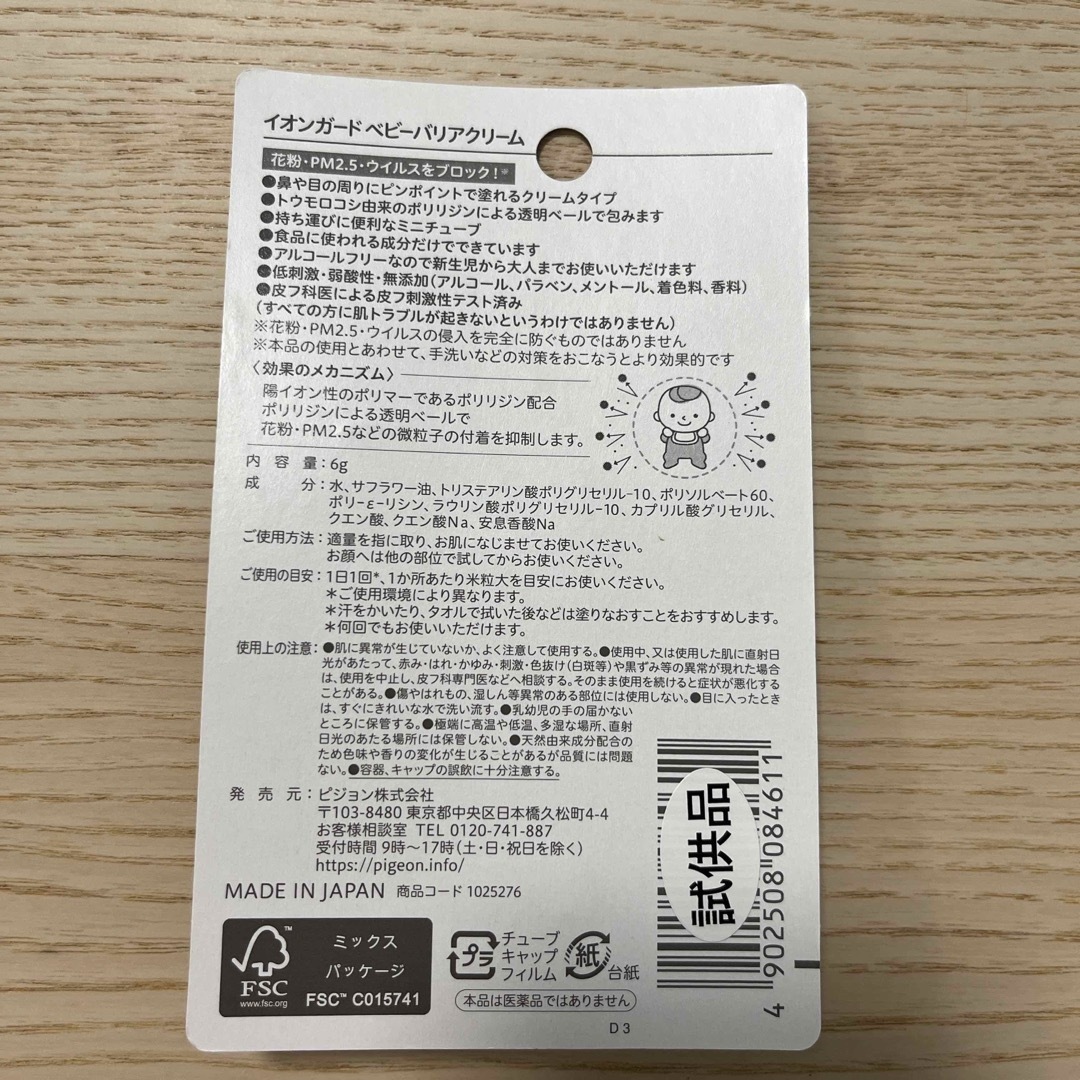 イオンガード ベビーバリアクリーム
花粉・PM2.5・ウイルスをブロック！※
●鼻や目の周りにピンポイントで塗れるクリームタイプ
●トウモロコシ由来のポリリジンによる透明ベールで包みます
●持ち運びに便利なミニチューブ
●食品に使われる成分だけでできています
●アルコールフリーなので新生児から大人までお使いいただけます
●低刺激・弱酸性・無添加(アルコール、パラベン、メントール、着色料、香料)
●皮フ科医による皮フ刺激性テスト済み
(すべての方に肌トラブルが起きないというわけではありません)
※花粉・PM2.5・ウイルスの侵入を完全に防ぐものではありません
※本品の使用とあわせて、手洗いなどの対策をおこなうとより効果的です
〈効果のメカニズム〉
陽イオン性のポリマーであるポリリジン配合
ポリリジンによる透明ベールで
花粉・PM2.5などの微粒子の付着を抑制します。
内容量：6g
成分：水、サフラワー油、トリステアリン酸ポリグリセリル-10、ポリソルベート60、
ポリ-ε-リシン、ラウリン酸ポリグリセリル-10、カプリル酸グリセリル、
クエン酸、クエン酸Na、安息香酸Na
ご使用方法：適量を指に取り、お肌になじませてお使いください。
お顔へは他の部位で試してからお使いください。
ご使用の目安：1日1回*、1か所あたり米粒大を目安にお使いください。
＊ご使用環境により異なります。
＊汗をかいたり、タオルで拭いた後などは塗りなおすことをおすすめします。
＊何回でもお使いいただけます。
使用上の注意：●肌に異常が生じていないか、よく注意して使用する。●使用中、又は使用した肌に直射日
光があたって、赤み・はれ・かゆみ・刺激・色抜け(白斑等)や黒ずみ等の異常が現れた場合
は、使用を中止し、皮フ科専門医などへ相談する。そのまま使用を続けると症状が悪化する
ことがある。●傷やはれもの、湿しん等異常のある部位には使用しない。●目に入ったとき
は、すぐにきれいな水で洗い流す。●乳幼児の手の届かない
ところに保管する。●極端に高温や低温、多湿な場所、直射
日光のあたる場所には保管しない。●天然由来成分配合の
ため色味や香りの変化が生じることがあるが品質には問題
ない。●容器、キャップの誤飲に十分注意する。
発売元：ピジョン株式会社
〒103-8480 東京都中央区日本橋久松町4-4
お客様相談室 TEL 0120-741-887
受付時間 9時～17時(土・日・祝日を除く)
https://pigeon.info/
MADE IN JAPAN 商品コード 1025276
FSC
www.fsc.org
ミックス
パッケージ
FSC™ C015741
プラ
チューブ
キャップ
フィルム
紙
台紙
本品は医薬品ではありません
D 3
試供品
4 902508 084611